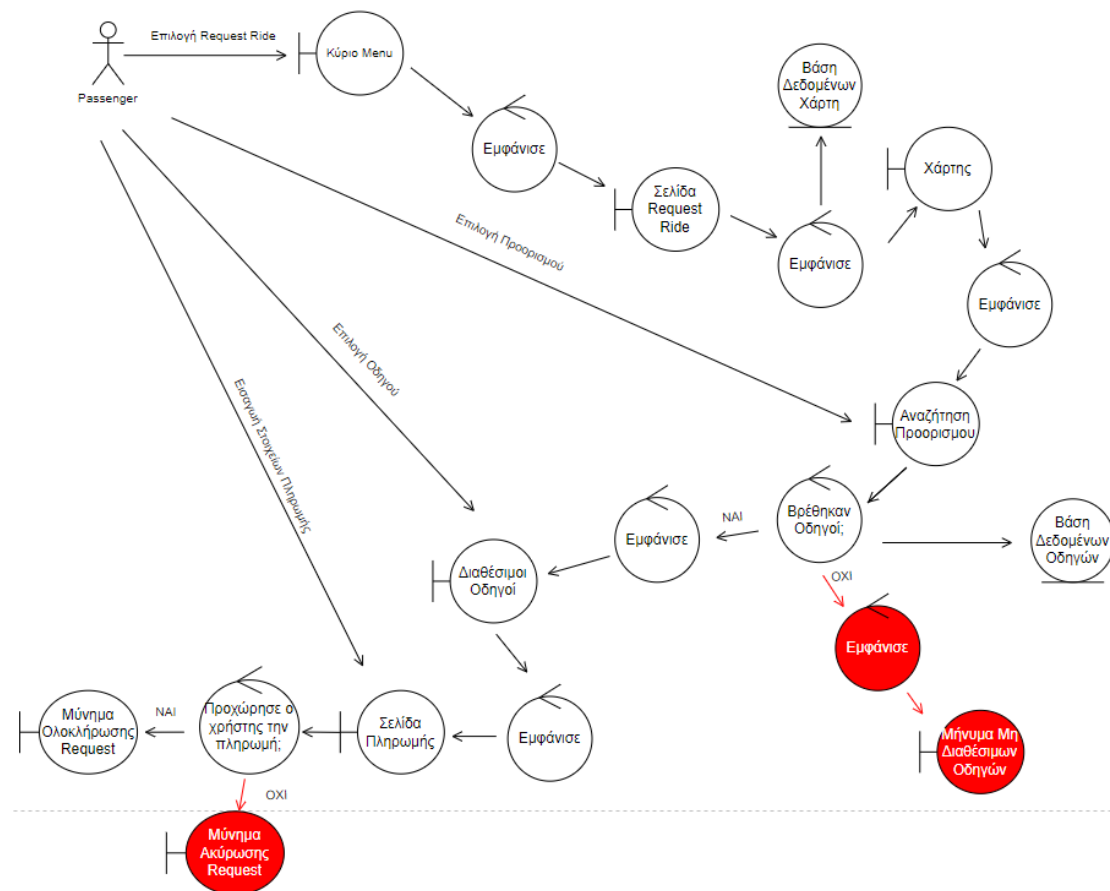 Επιλογή Request Ride
Κύριο Menu
Passenger
Βάση
Δεδομένων
Χάρτη
Εμφάνισε
Χάρτης
Σελίδα
Request
Ride
Εμφάνισε
Επιλογή Προορισμού
Εμφάνισε
Επιλογή Οδηγού
Εισαγωγή Στοιχείων Πληρωμής
Αναζήτηση
Προορισμου
Βρέθηκαν
Οδηγοί;
ΝΑΙ
Εμφάνισε
Βάση
Δεδομένων
Οδηγών
Διαθέσιμοι
Οδηγοί
ΟΧΙ
Εμφάνισε
Μύνημα
Ολοκλήρωσης
Request
ΝΑΙ
Προχώρησε ο
χρήστης την
πληρωμή;
Σελίδα
Πληρωμής
Εμφάνισε
Μήνυμα Μη
Διαθέσιμων
Οδηγών
ΟΧΙ
Μύνημα
Ακύρωσης
Request